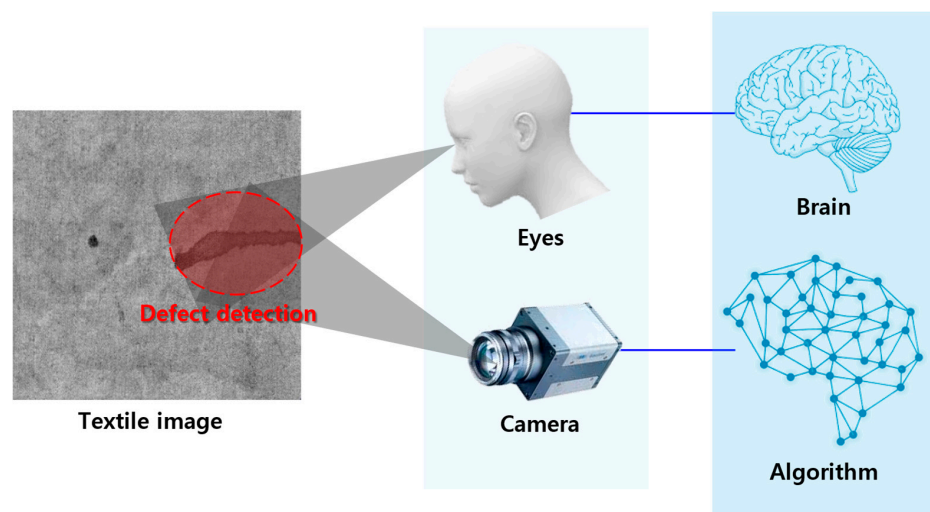 Defect detection
Textile image
Eyes
Camera
Brain
Algorithm